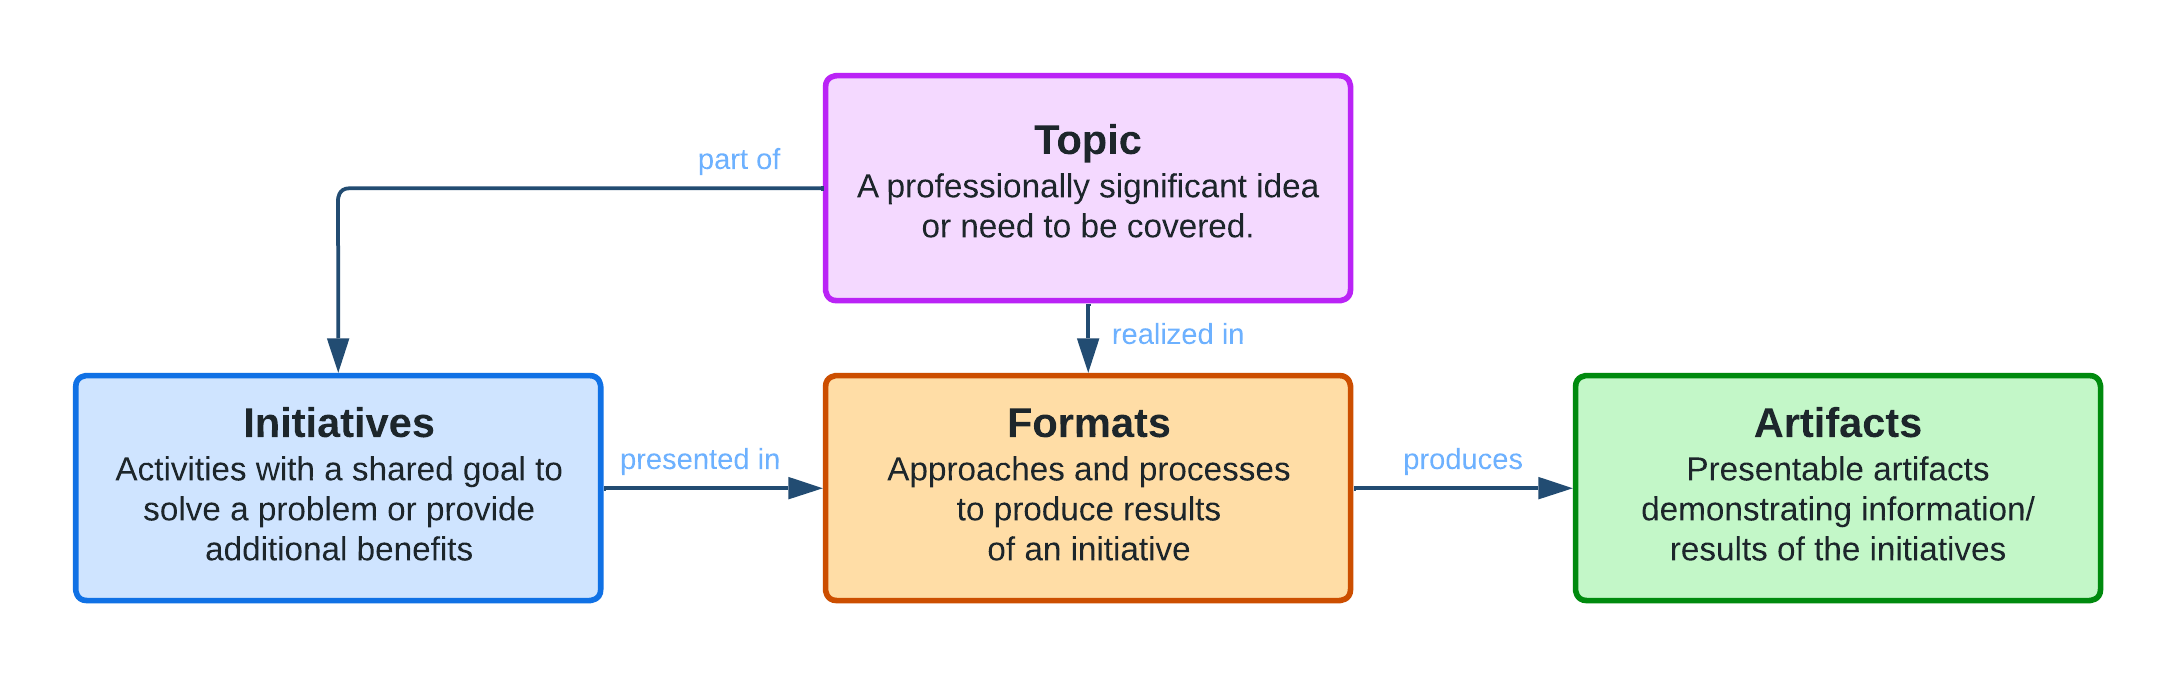 Topic
A professionally significant idea
or need to be covered.
part of
realized in
Initiatives
Activities with a shared goal to
solve a problem or provide
additional benefits
presented in
Formats
Approaches and processes
to produce results
of an initiative
produces
Artifacts
Presentable artifacts
demonstrating information/
results of the initiatives